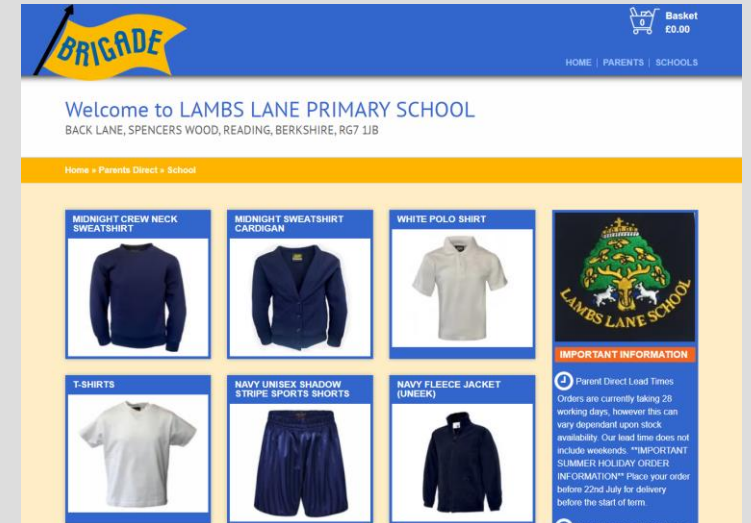 BRIGADE
0
Basket
£0.00
HOME | PARENTS | SCHOOLS
Welcome to LAMBS LANE PRIMARY SCHOOL
BACK LANE, SPENCERS WOOD, READING, BERKSHIRE, RG7 1JB
Home » Parents Direct » School
MIDNIGHT CREW NECK
SWEATSHIRT
MIDNIGHT SWEATSHIRT
CARDIGAN
WHITE POLO SHIRT
LAMBS LANE SCHOOL
IMPORTANT INFORMATION
T-SHIRTS
NAVY UNISEX SHADOW
STRIPE SPORTS SHORTS
NAVY FLEECE JACKET
(UNEEK)
Parent Direct Lead Times
Orders are currently taking 28
working days, however this can
vary dependant upon stock
availability. Our lead time does not
include weekends. **IMPORTANT
SUMMER HOLIDAY ORDER
INFORMATION** Place your order
before 22nd July for delivery
before the start of term.